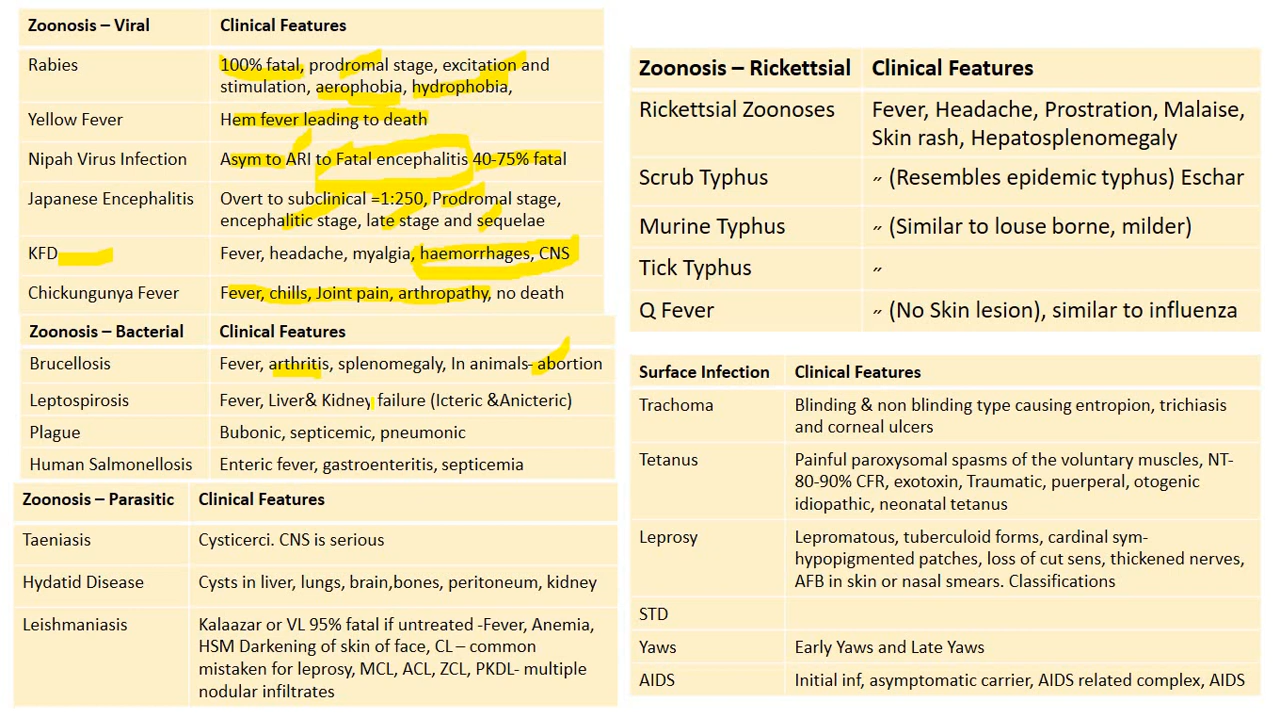 Zoonosis – Viral Clinical Features
Rabies 100% fatal, prodromal stage, excitation and
stimulation, aerophobia, hydrophobia,
Yellow Fever Hem fever leading to death
Nipah Virus Infection Asym to ARI to Fatal encephalitis 40-75% fatal
Japanese Encephalitis Overt to subclinical =1:250, Prodromal stage,
encephalitic stage, late stage and sequelae
KFD Fever, headache, myalgia, haemorrhages, CNS
Chickungunya Fever Fever, chills, Joint pain, arthropathy, no death
Zoonosis – Bacterial Clinical Features
Brucellosis Fever, arthritis, splenomegaly, In animals- abortion
Leptospirosis Fever, Liver& Kidney failure (Icteric &Anicteric)
Plague Bubonic, septicemic, pneumonic
Human Salmonellosis Enteric fever, gastroenteritis, septicemia
Zoonosis – Parasitic Clinical Features
Taeniasis Cysticerci. CNS is serious
Hydatid Disease Cysts in liver, lungs, brain,bones, peritoneum, kidney
Leishmaniasis Kalaazar or VL 95% fatal if untreated -Fever, Anemia,
HSM Darkening of skin of face, CL – common
mistaken for leprosy, MCL, ACL, ZCL, PKDL- multiple
nodular infiltrates
Zoonosis – Rickettsial Clinical Features
Rickettsial Zoonoses Fever, Headache, Prostration, Malaise,
Skin rash, Hepatosplenomegaly
Scrub Typhus 〃 (Resembles epidemic typhus) Eschar
Murine Typhus 〃 (Similar to louse borne, milder)
Tick Typhus 〃
Q Fever 〃 (No Skin lesion), similar to influenza
Surface Infection Clinical Features
Trachoma Blinding & non blinding type causing entropion, trichiasis
and corneal ulcers
Tetanus Painful paroxysomal spasms of the voluntary muscles, NT-
80-90% CFR, exotoxin, Traumatic, puerperal, otogenic
idiopathic, neonatal tetanus
Leprosy Lepromatous, tuberculoid forms, cardinal sym-
hypopigmented patches, loss of cut sens, thickened nerves,
AFB in skin or nasal smears. Classifications
STD
Yaws Early Yaws and Late Yaws
AIDS Initial inf, asymptomatic carrier, AIDS related complex, AIDS